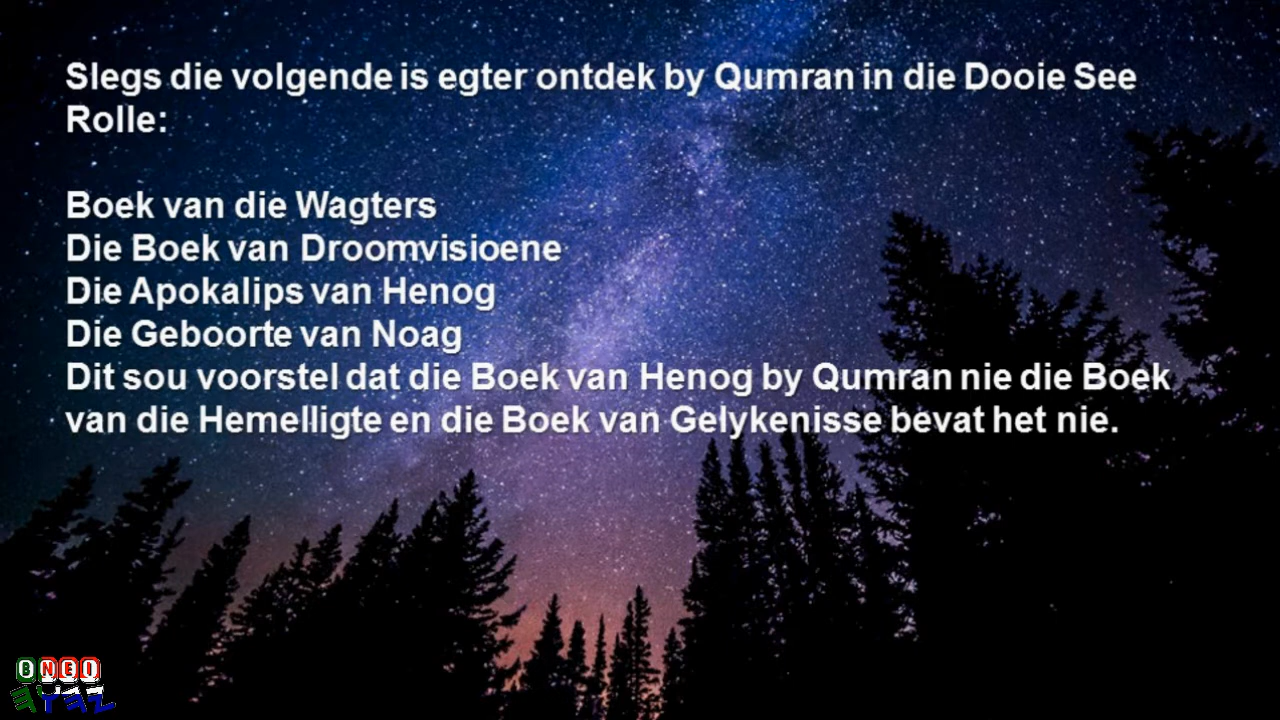 Slegs die volgende is egter ontdek by Qumran in die Dooie See
Rolle:
Boek van die Wagters
Die Boek van Droomvisioene
Die Apokalips van Henog
Die Geboorte van Noag
Dit sou voorstel dat die Boek van Henog by Qumran nie die Boek
van die Hemelligte en die Boek van Gelykenisse bevat het nie.